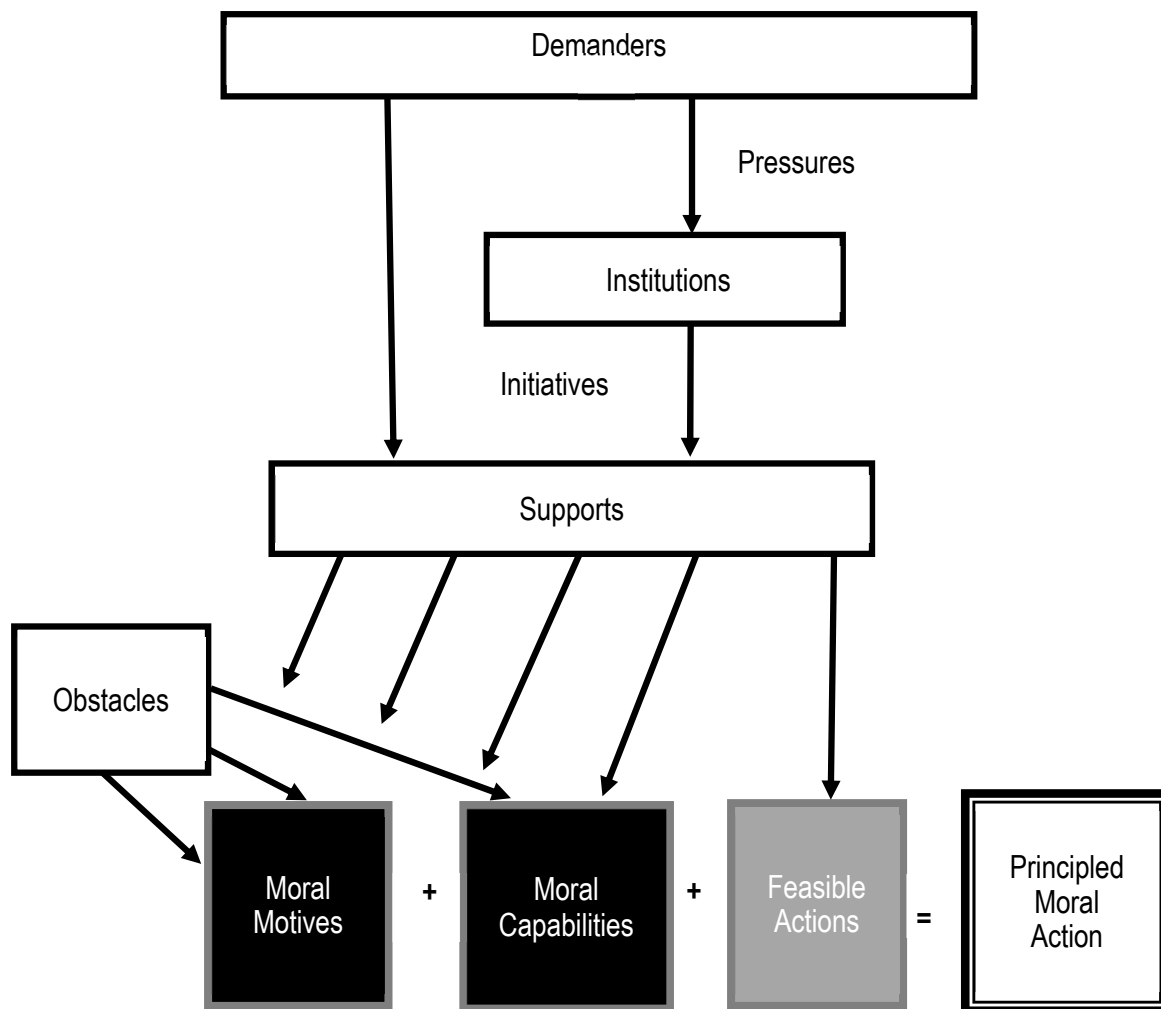 Demanders
Pressures
Institutions
Initiatives
Supports
Obstacles
Moral
Motives
+
Moral
Capabilities
+
Feasible
Actions
=
Principled
Moral
Action